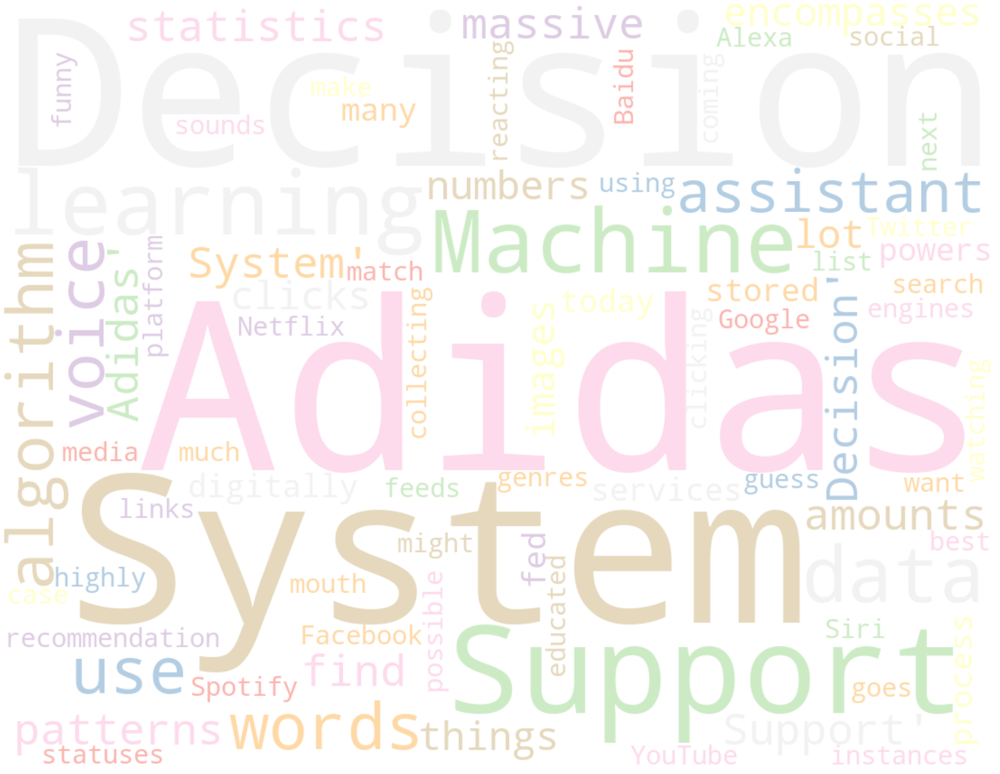 Decision
statistics
massive
encompasses
Alexa
social
funny
make
many
sounds
reacting
Baidu
coming
next
learning
numbers
using
assistant
Machine
lot
Twitter
powers
list
algorithm
voice
Adidas'
platform
System'
match
clicks
Netflix
collecting
images
today
stored
search
Google
engines
clicking
Decision'
watching
Adidas
media
much
digitally
feeds
genres
services
guess
want
links
System
amounts
best
might
fed
educated
data
highly
case
mouth
possible
recommendation
Facebook
Siri
process
use
Spotify
find
Support
goes
patterns
words
things
Support'
statuses
YouTube
instances